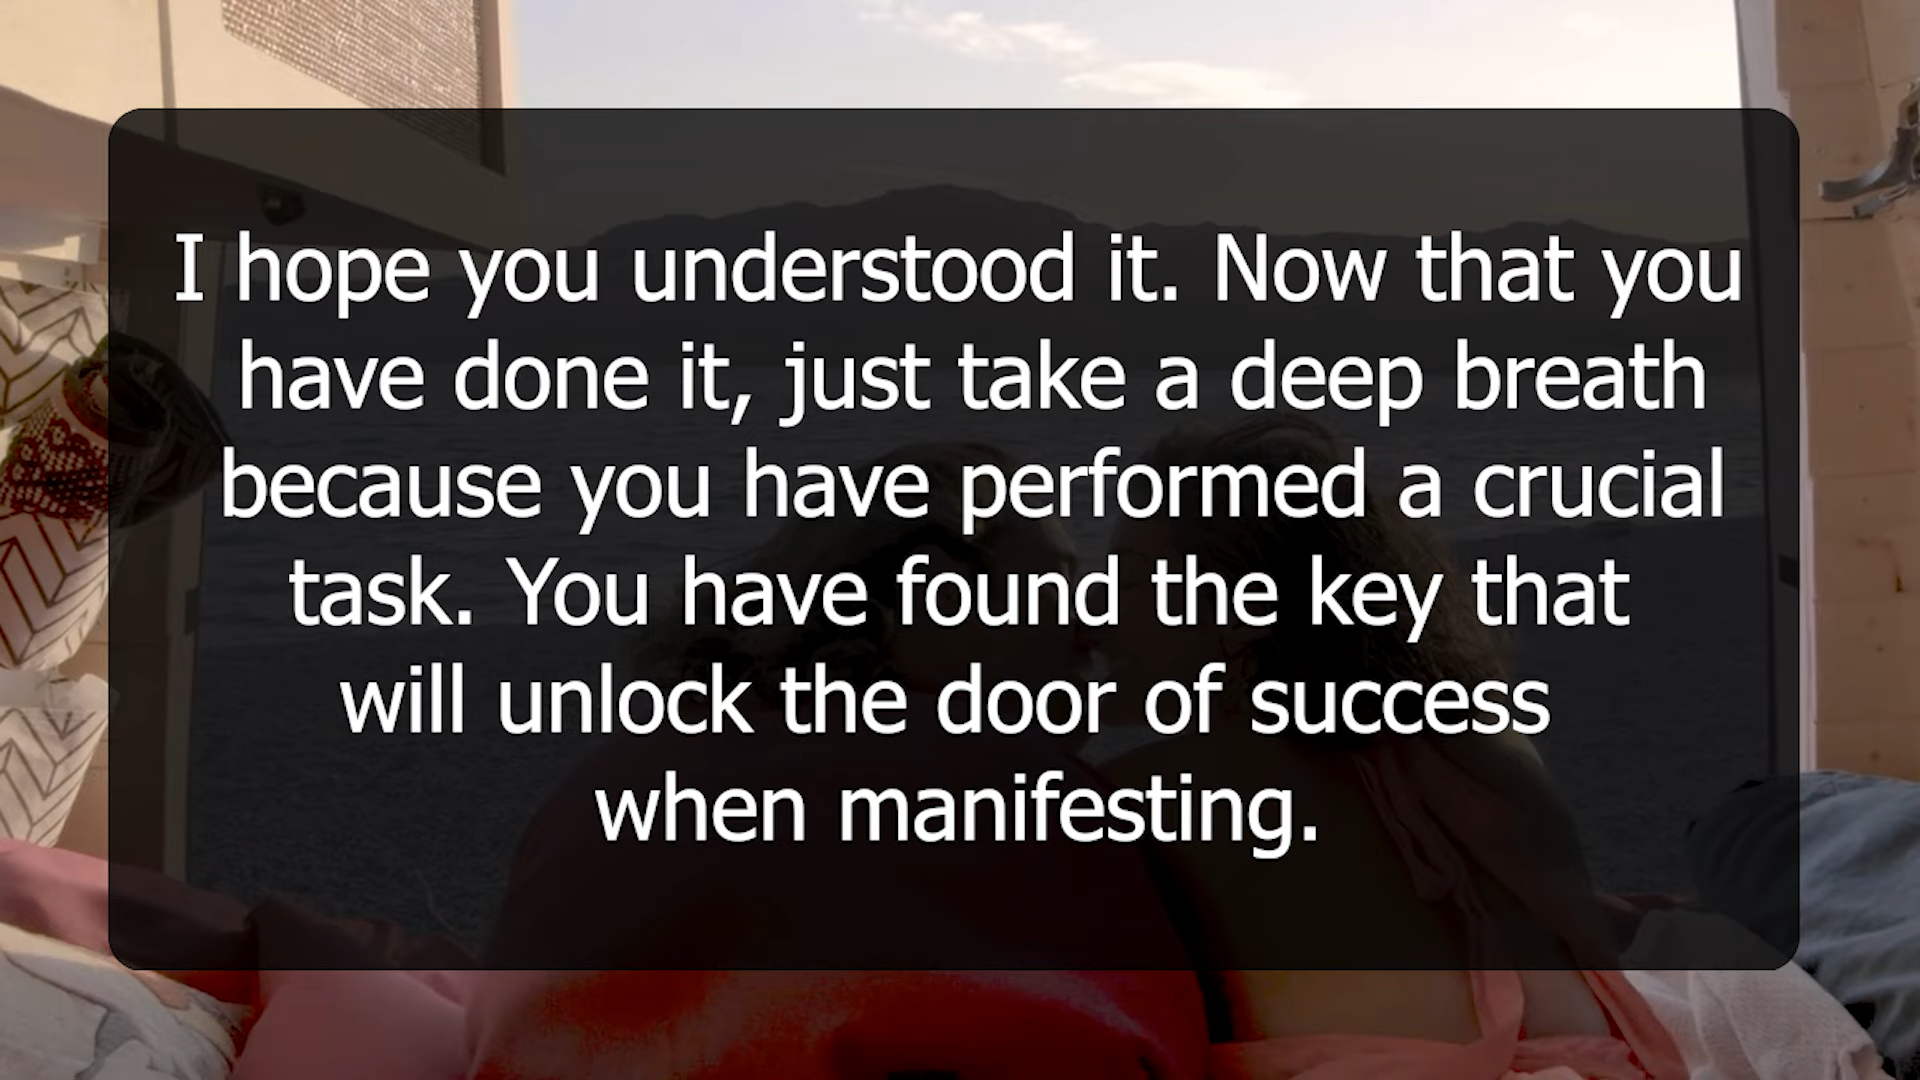 I hope you understood it. Now that you
have done it, just take a deep breath
because you have performed a crucial
task. You have found the key that
will unlock the door of success
when manifesting.